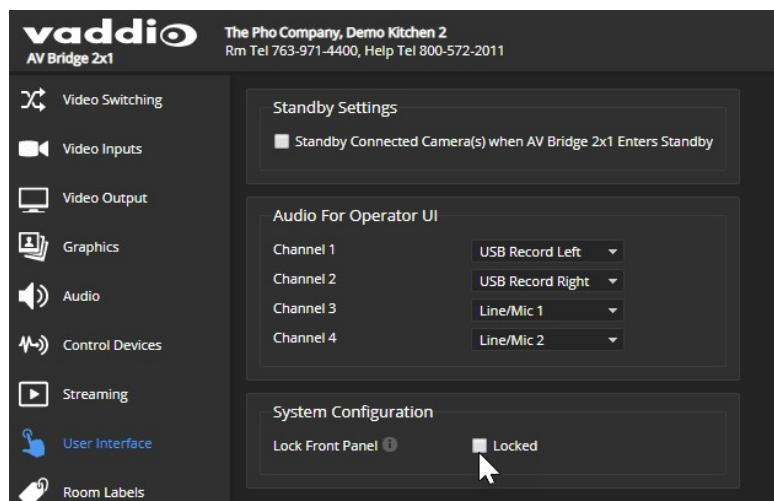 vaddio
AV Bridge 2x1
The Pho Company, Demo Kitchen 2
Rm Tel 763-971-4400, Help Tel 800-572-2011
Video Switching
Video Inputs
Video Output
Graphics
Audio
Control Devices
Streaming
User Interface
Room Labels
Standby Settings
Standby Connected Camera(s) when AV Bridge 2x1 Enters Standby
Audio For Operator UI
Channel 1 USB Record Left
Channel 2 USB Record Right
Channel 3 Line/Mic 1
Channel 4 Line/Mic 2
System Configuration
Lock Front Panel Locked